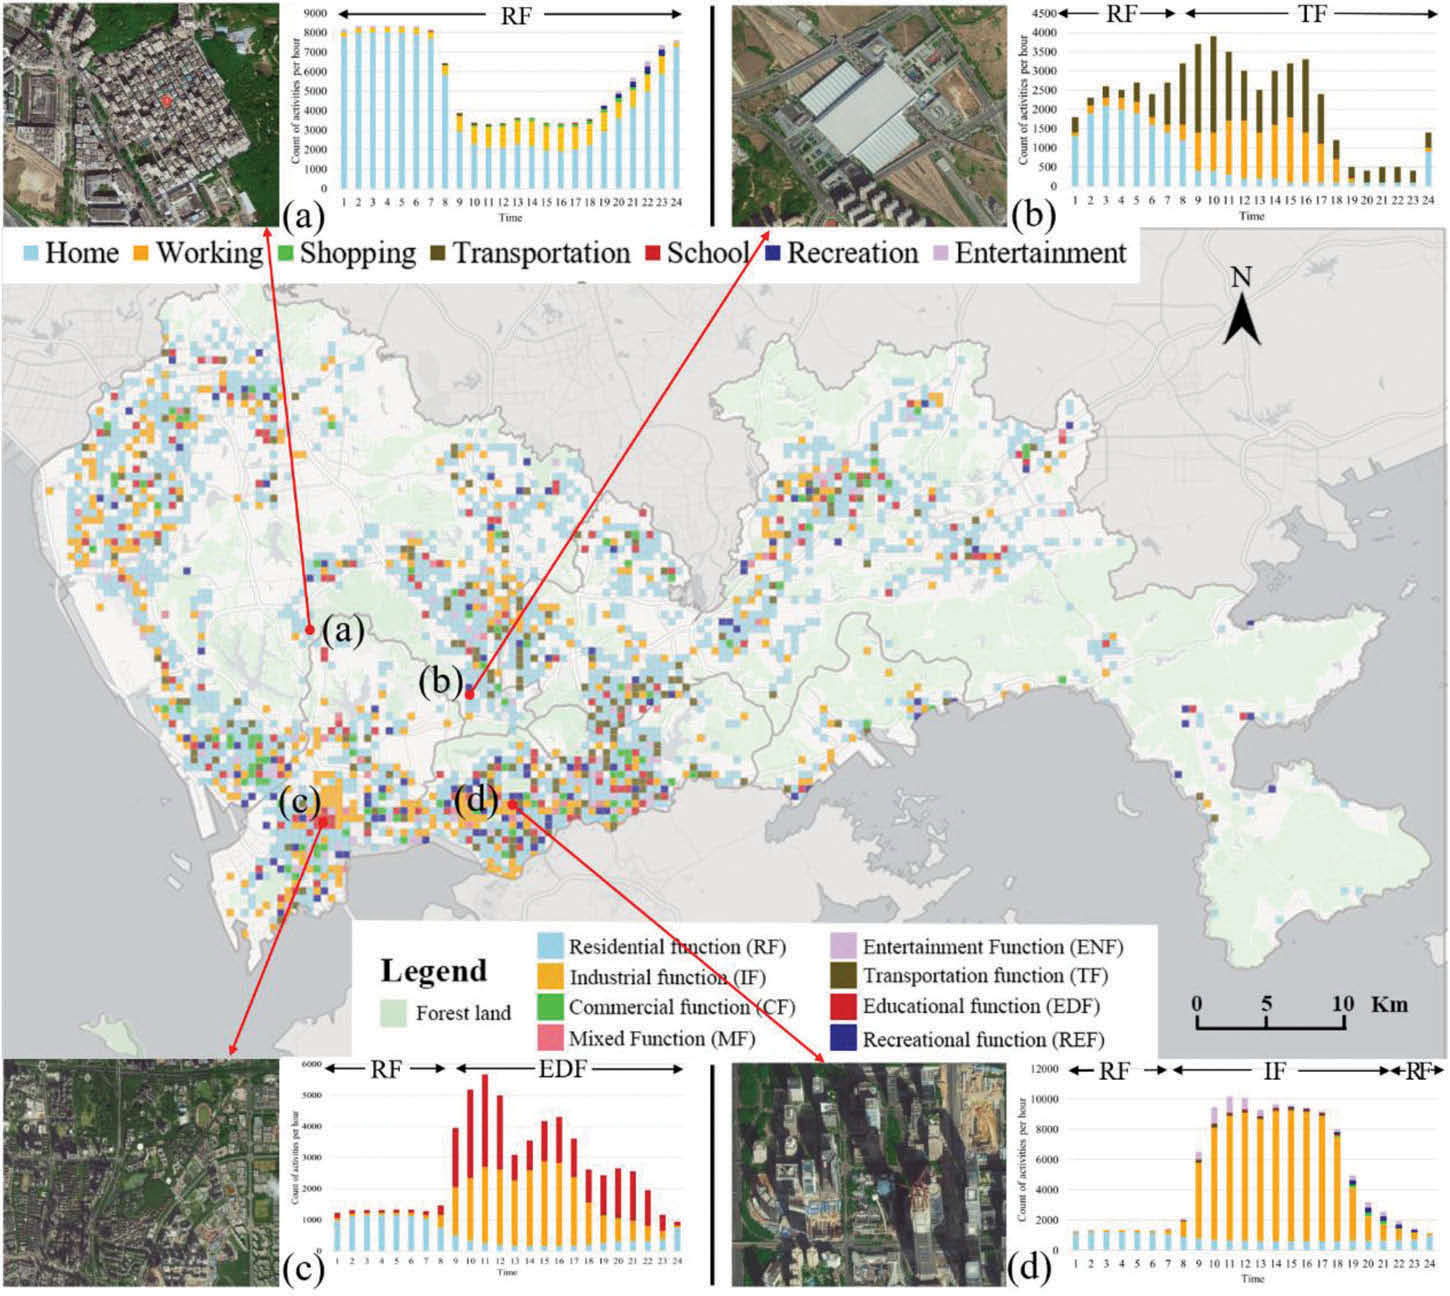 RF
Count of activities per hour
9000
8000
7000
6000
5000
4000
3000
2000
1000
0
1 2 3 4 5 6 7 8 9 10 11 12 13 14 15 16 17 18 19 20 21 22 23 24
Time
(a)
RF TF
Count of activities per hour
4500
4000
3500
3000
2500
2000
1500
1000
500
0
1 2 3 4 5 6 7 8 9 10 11 12 13 14 15 16 17 18 19 20 21 22 23 24
Time
(b)
Home Working Shopping Transportation School Recreation Entertainment
N
(a)
(b)
(c)
(d)
Legend
Forest land
Residential function (RF)
Industrial function (IF)
Commercial function (CF)
Mixed Function (MF)
Entertainment Function (ENF)
Transportation function (TF)
Educational function (EDF)
Recreational function (REF)
0 5 10 Km
RF EDF
Count of activities per hour
6000
5000
4000
3000
2000
1000
0
1 2 3 4 5 6 7 8 9 10 11 12 13 14 15 16 17 18 19 20 21 22 23 24
Time
(c)
RF IF RF
Count of activities per hour
12000
10000
8000
6000
4000
2000
0
1 2 3 4 5 6 7 8 9 10 11 12 13 14 15 16 17 18 19 20 21 22 23 24
Time
(d)